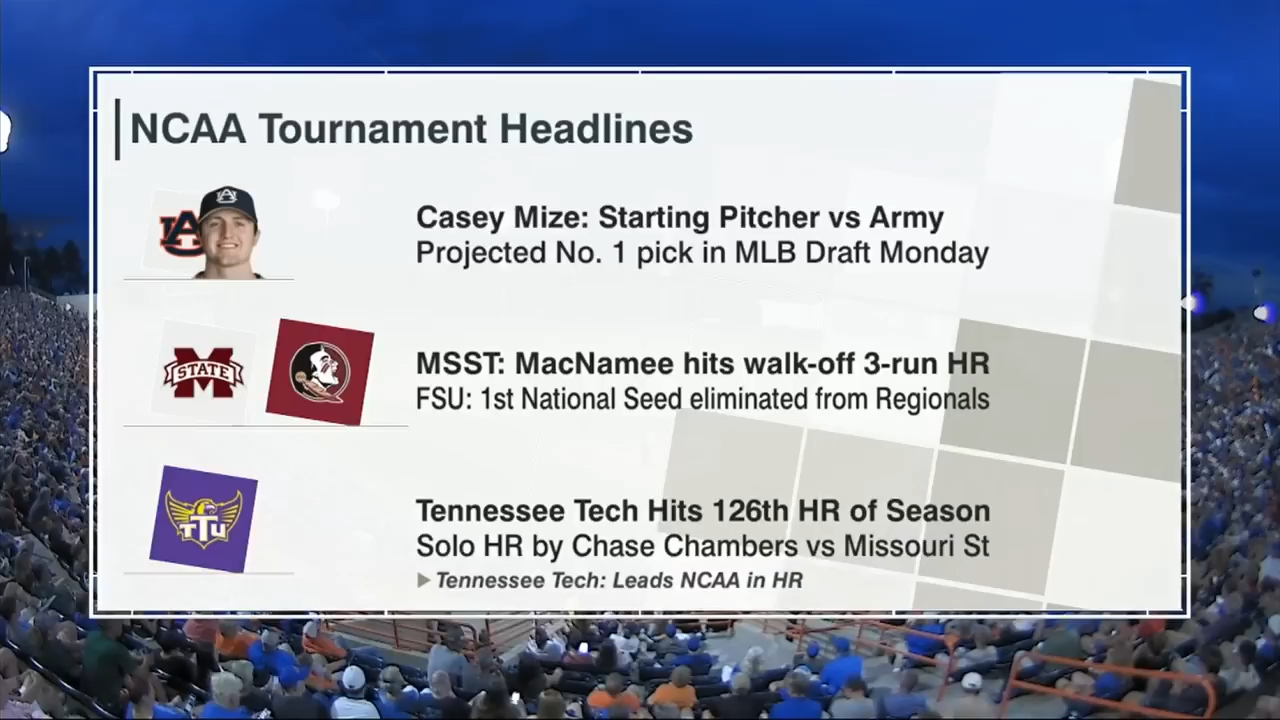 NCAA Tournament Headlines
Casey Mize: Starting Pitcher vs Army
Projected No. 1 pick in MLB Draft Monday
STATE
MSST: MacNamee hits walk-off 3-run HR
FSU: 1st National Seed eliminated from Regionals
TTU
Tennessee Tech Hits 126th HR of Season
Solo HR by Chase Chambers vs Missouri St
Tennessee Tech: Leads NCAA in HR